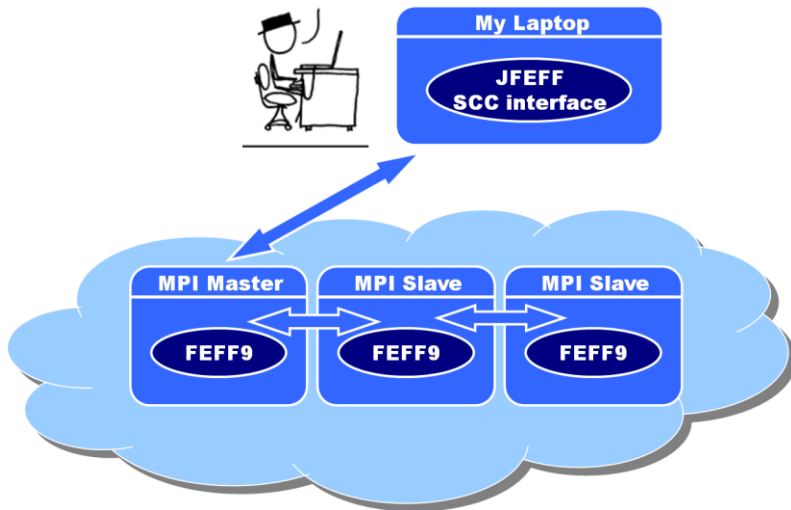 My Laptop
JFEFF
SCC interface
MPI Master
MPI Slave
MPI Slave
FEFF9
FEFF9
FEFF9